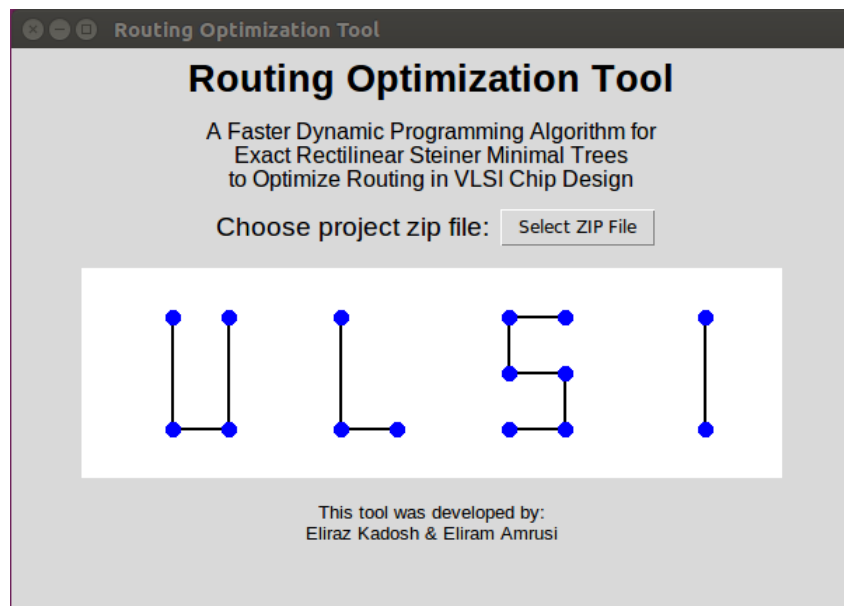 Routing Optimization Tool
Routing Optimization Tool
A Faster Dynamic Programming Algorithm for
Exact Rectilinear Steiner Minimal Trees
to Optimize Routing in VLSI Chip Design
Choose project zip file: Select ZIP File
U L S I
This tool was developed by:
Eliraz Kadosh & Eliram Amrusi